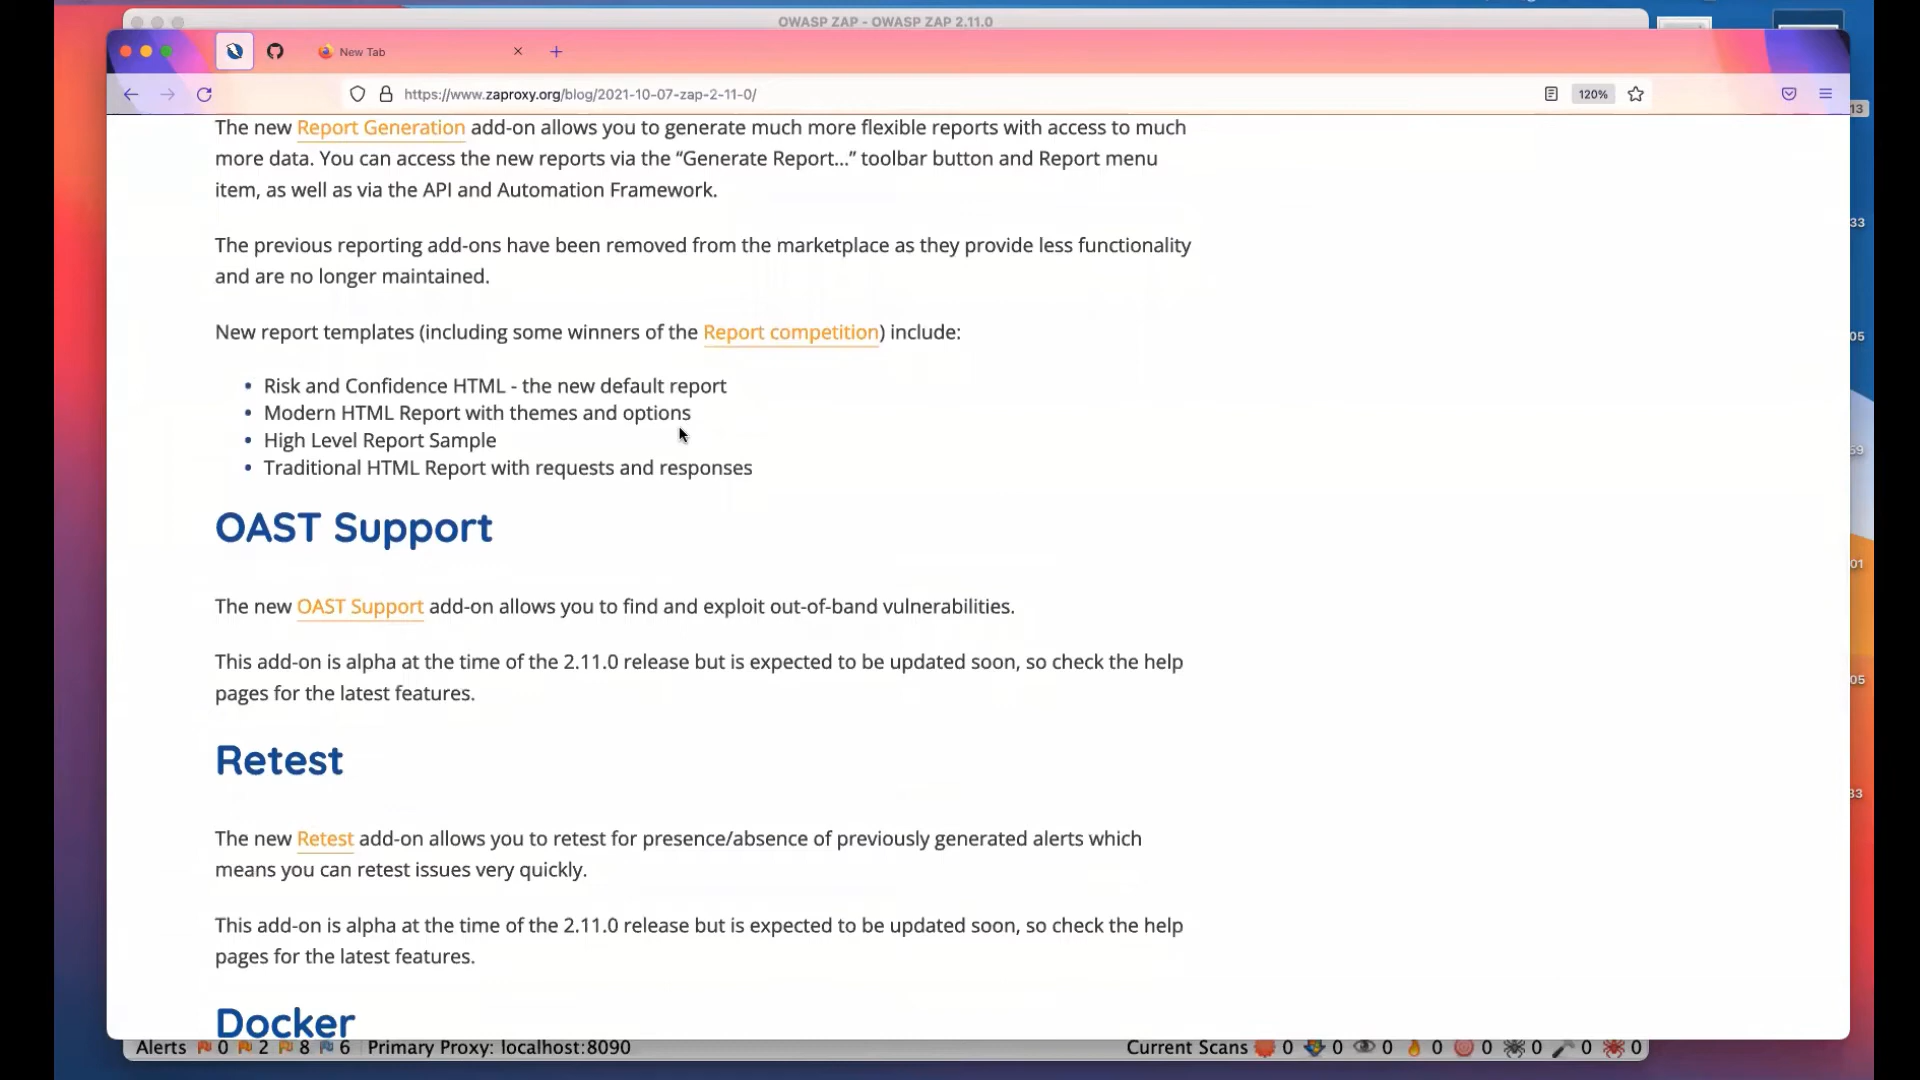 OWASP ZAP - OWASP ZAP 2.11.0
New Tab
https://www.zaproxy.org/blog/2021-10-07-zap-2-11-0/
120%
The new Report Generation add-on allows you to generate much more flexible reports with access to much
more data. You can access the new reports via the “Generate Report…” toolbar button and Report menu
item, as well as via the API and Automation Framework.
The previous reporting add-ons have been removed from the marketplace as they provide less functionality
and are no longer maintained.
New report templates (including some winners of the Report competition) include:
• Risk and Confidence HTML - the new default report
• Modern HTML Report with themes and options
• High Level Report Sample
• Traditional HTML Report with requests and responses
OAST Support
The new OAST Support add-on allows you to find and exploit out-of-band vulnerabilities.
This add-on is alpha at the time of the 2.11.0 release but is expected to be updated soon, so check the help
pages for the latest features.
Retest
The new Retest add-on allows you to retest for presence/absence of previously generated alerts which
means you can retest issues very quickly.
This add-on is alpha at the time of the 2.11.0 release but is expected to be updated soon, so check the help
pages for the latest features.
Docker
Alerts 0 2 8 6 Primary Proxy: localhost:8090 Current Scans 0 0 0 0 0 0 0 0
13
33
05
59
01
05
33